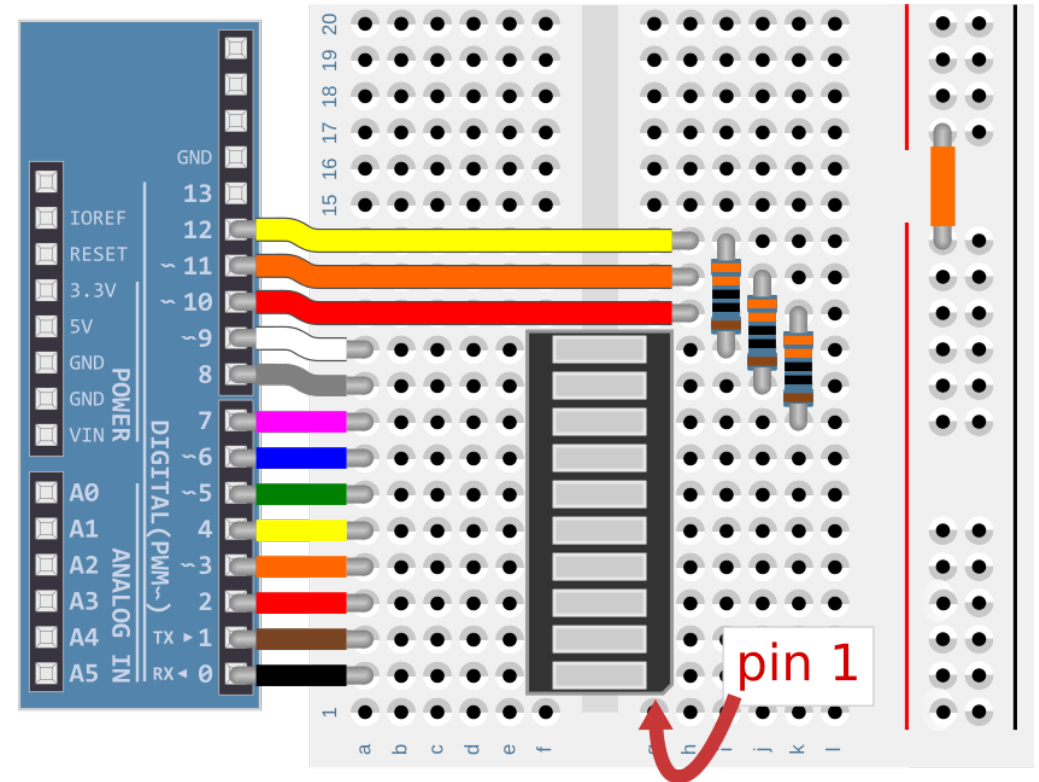 GND
13
12
~ 11
~ 10
~9
8
7
~6
~5
4
~3
2
TX ▸ 1
RX ◂ 0
DIGITAL(PWM~)
IOREF
RESET
3.3V
5V
GND
GND
VIN
POWER
A0
A1
A2
A3
A4
A5
ANALOG IN
20
19
18
17
16
15
1
a b c d e f h i j k l
pin 1